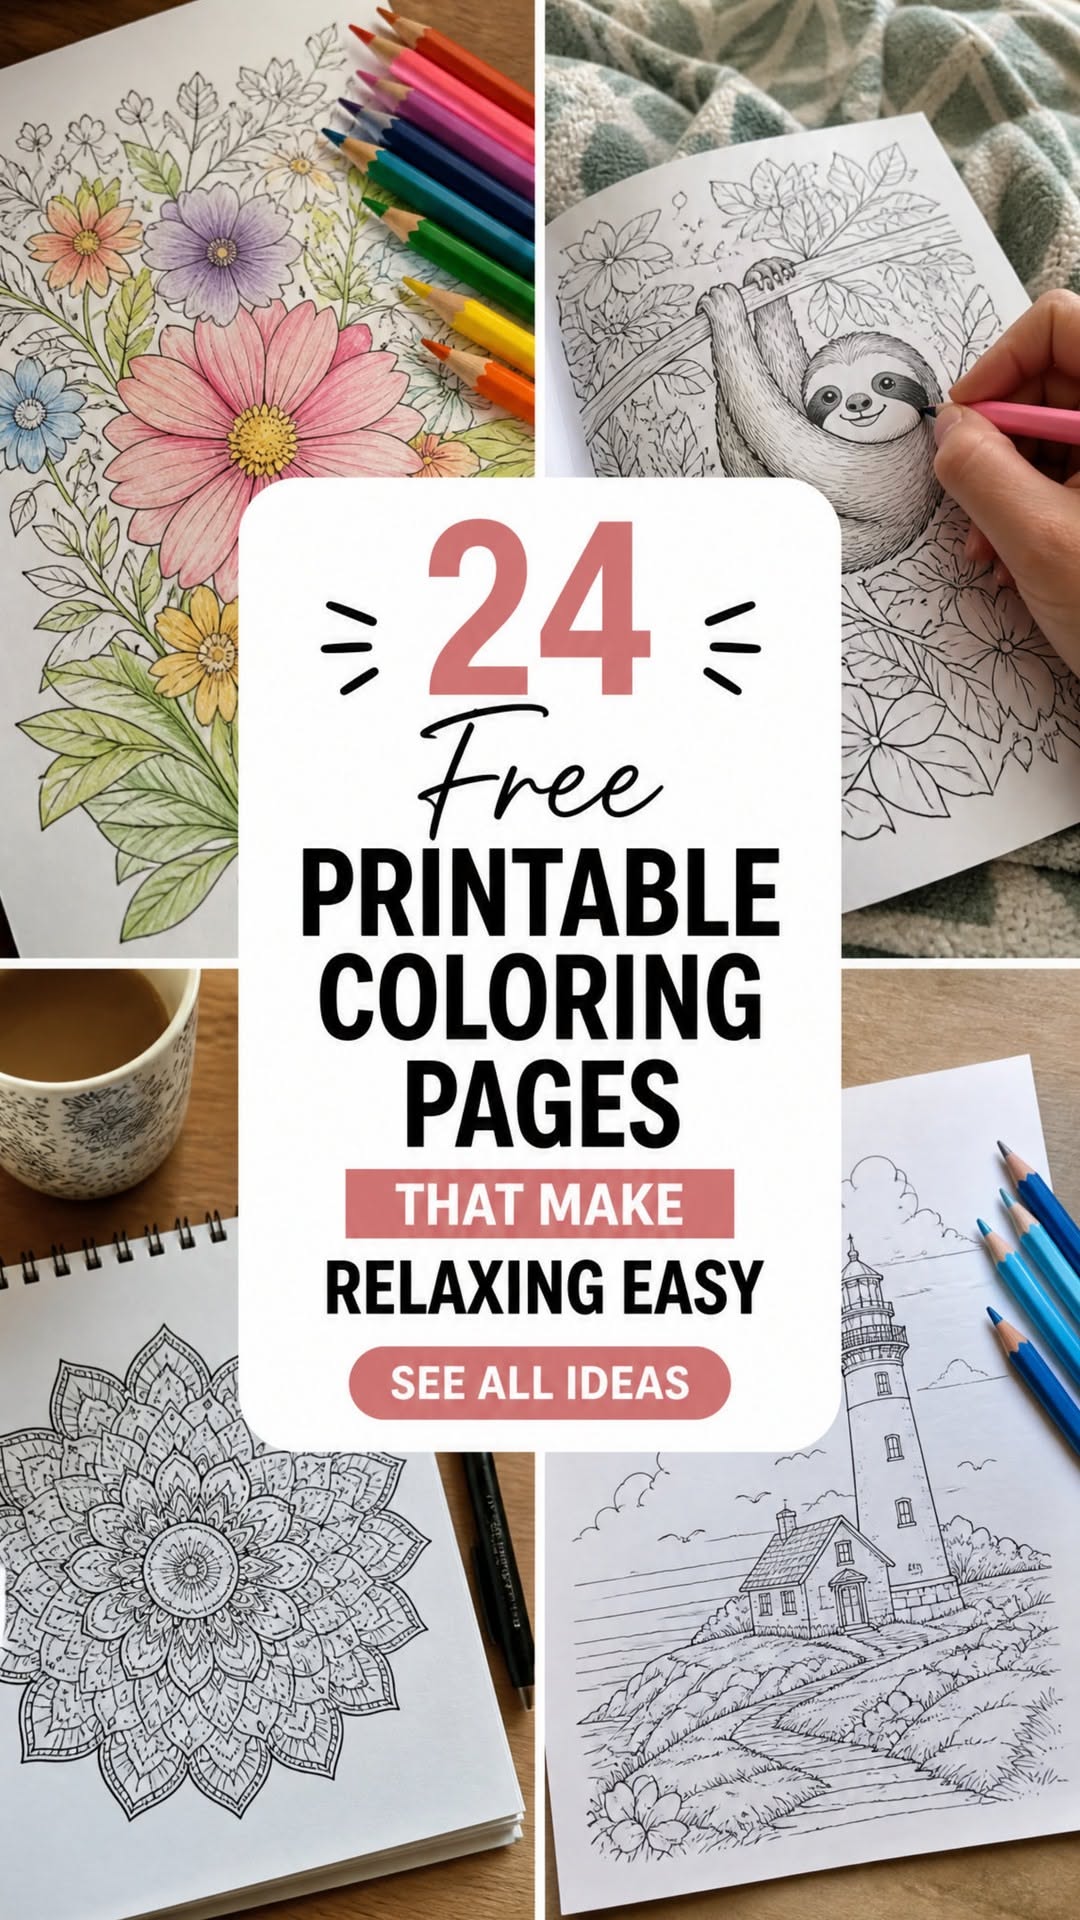 24
Free
PRINTABLE
COLORING
PAGES
THAT MAKE
RELAXING EASY
SEE ALL IDEAS